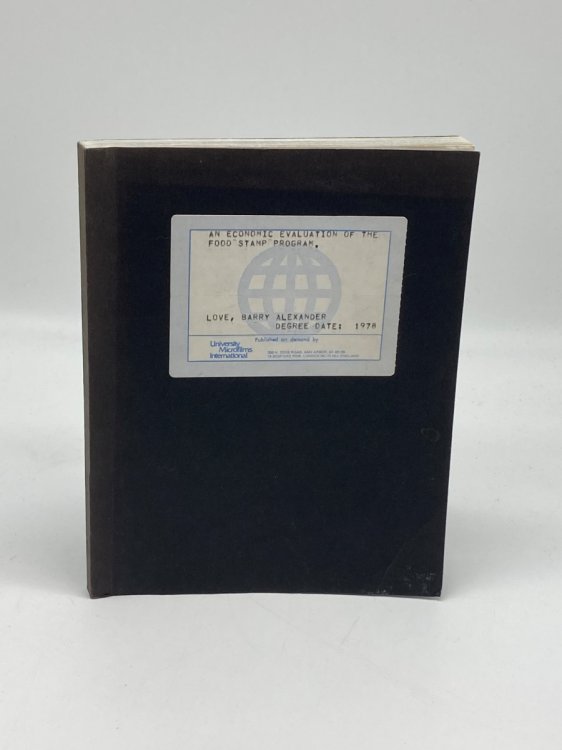 AN ECONOMIC EVALUATION OF THE
FOOD STAMP PROGRAM.
LOVE, BARRY ALEXANDER
DEGREE DATE: 1978
Published on demand by
University
Microfilms
International